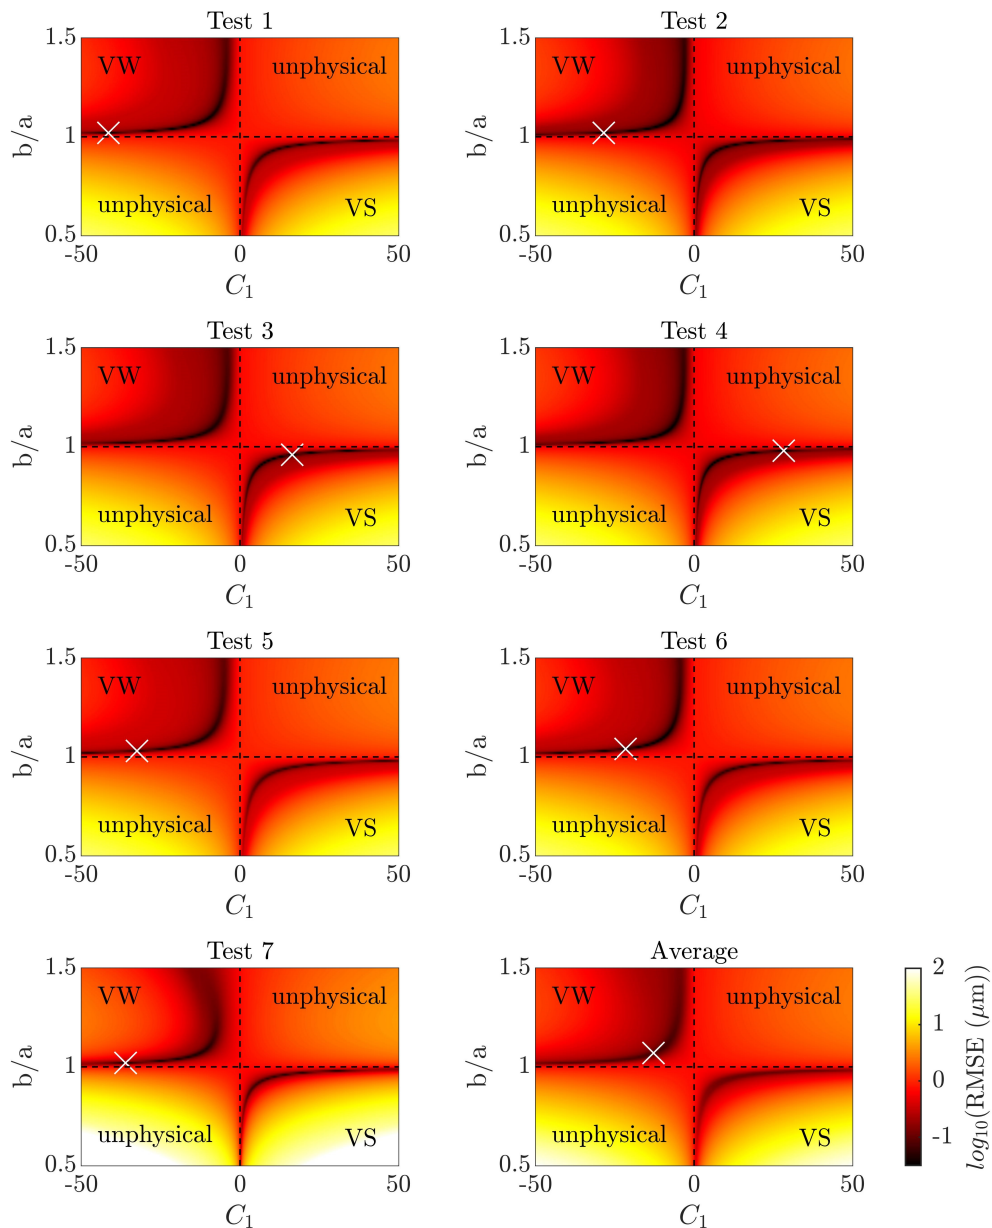 Test 1
1.5
VW
unphysical
b/a
1
unphysical
VS
0.5
-50
0
50
C1
Test 2
1.5
VW
unphysical
b/a
1
unphysical
VS
0.5
-50
0
50
C1
Test 3
1.5
VW
unphysical
b/a
1
unphysical
VS
0.5
-50
0
50
C1
Test 4
1.5
VW
unphysical
b/a
1
unphysical
VS
0.5
-50
0
50
C1
Test 5
1.5
VW
unphysical
b/a
1
unphysical
VS
0.5
-50
0
50
C1
Test 6
1.5
VW
unphysical
b/a
1
unphysical
VS
0.5
-50
0
50
C1
Test 7
1.5
VW
unphysical
b/a
1
unphysical
VS
0.5
-50
0
50
C1
Average
1.5
VW
unphysical
b/a
1
unphysical
VS
0.5
-50
0
50
C1
2
1
0
-1
log10(RMSE (μm))